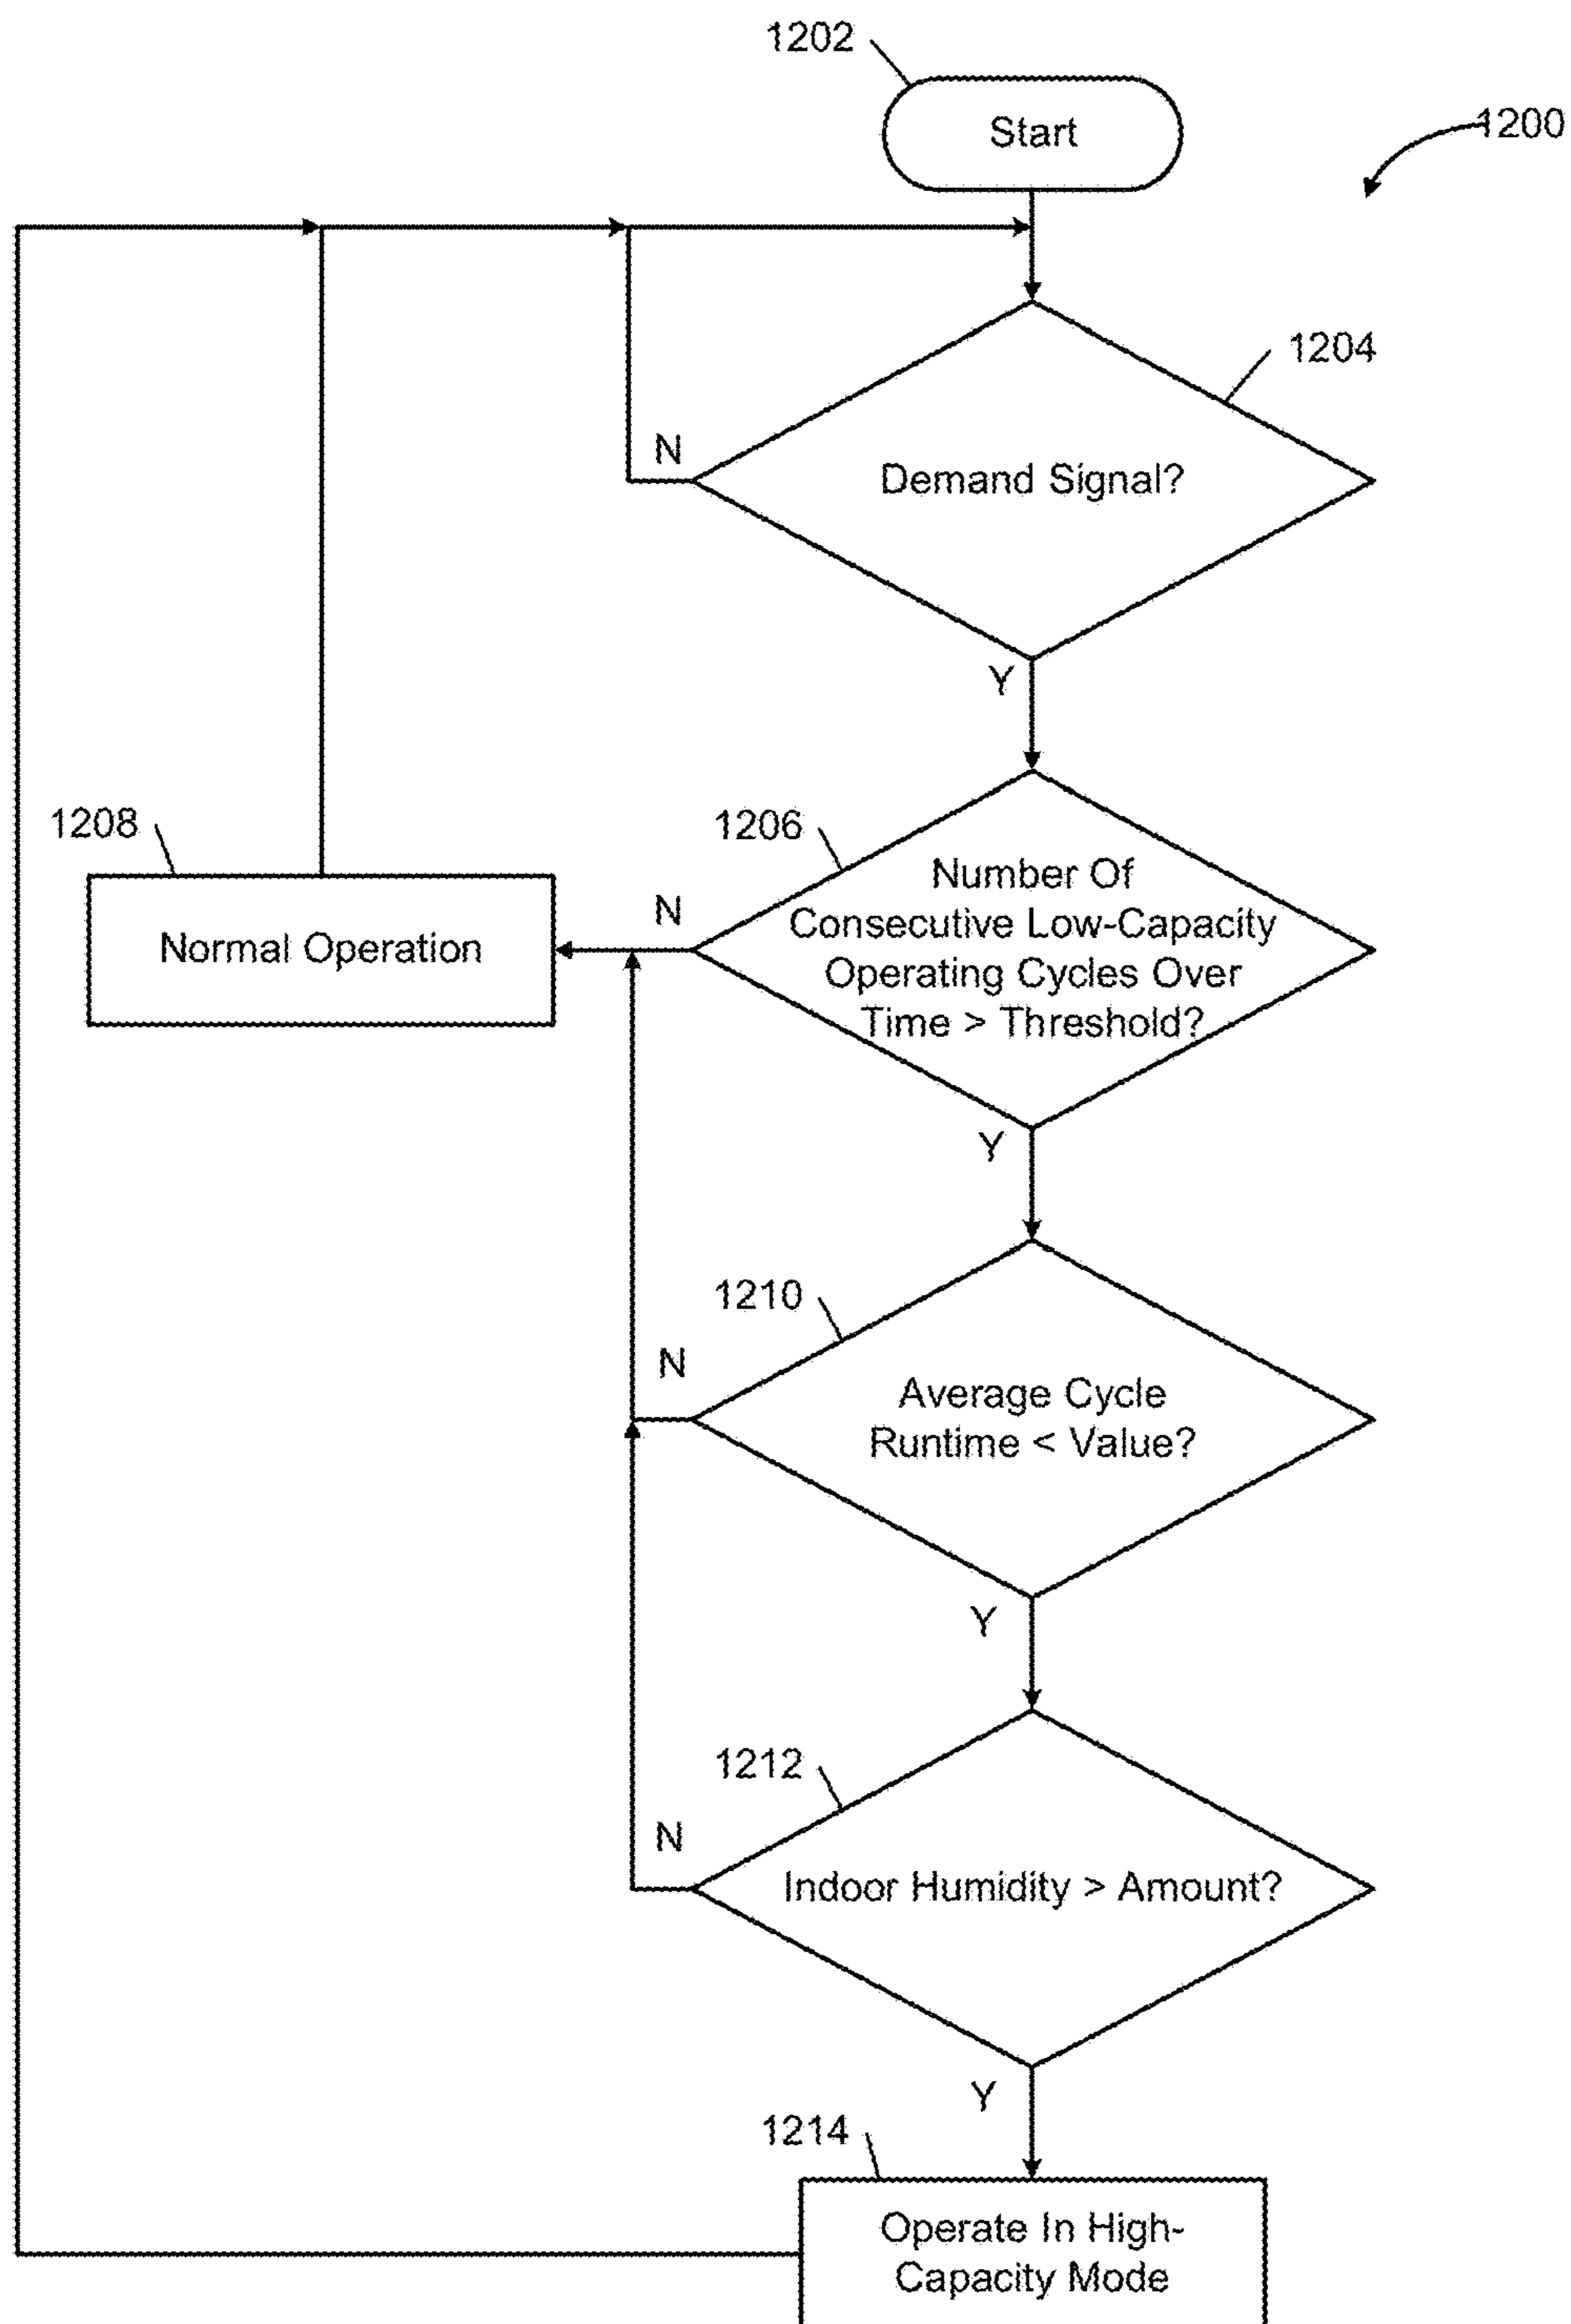 1202
Start
1200
1204
N
Demand Signal?
Y
1208
1206
Normal Operation
N
Number Of
Consecutive Low-Capacity
Operating Cycles Over
Time > Threshold?
Y
1210
N
Average Cycle
Runtime < Value?
Y
1212
N
Indoor Humidity > Amount?
Y
1214
Operate In High-
Capacity Mode